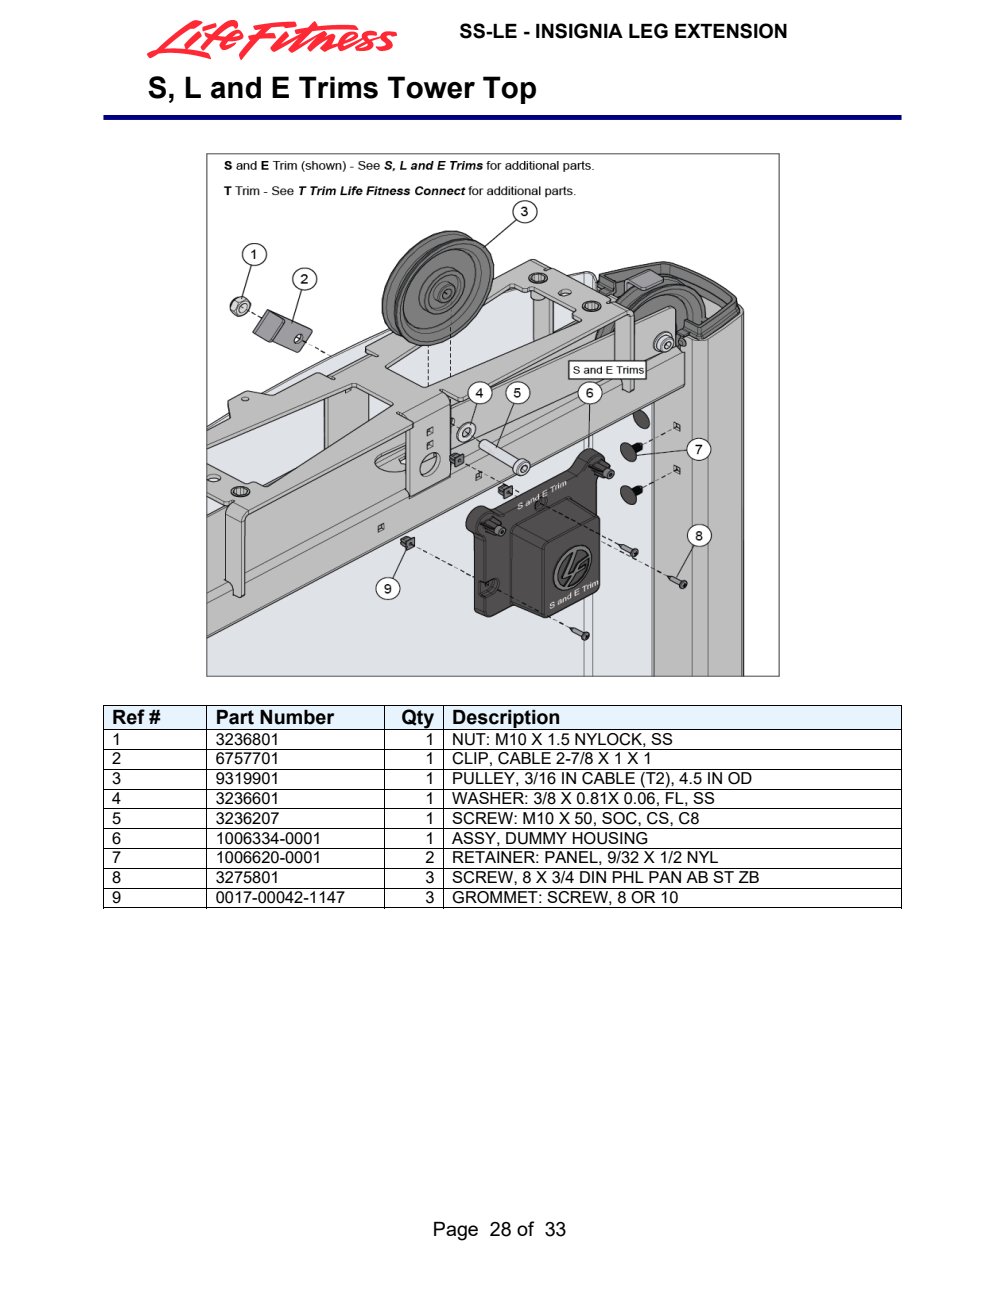 Life Fitness
SS-LE - INSIGNIA LEG EXTENSION
S, L and E Trims Tower Top
S and E Trim (shown) - See S, L and E Trims for additional parts.
T Trim - See T Trim Life Fitness Connect for additional parts.
3
1
2
S and E Trims
4
5
6
7
S and E Trim
8
9
S and E Trim
Ref # Part Number Qty Description
1 3236801 1 NUT: M10 X 1.5 NYLOCK, SS
2 6757701 1 CLIP, CABLE 2-7/8 X 1 X 1
3 9319901 1 PULLEY, 3/16 IN CABLE (T2), 4.5 IN OD
4 3236601 1 WASHER: 3/8 X 0.81X 0.06, FL, SS
5 3236207 1 SCREW: M10 X 50, SOC, CS, C8
6 1006334-0001 1 ASSY, DUMMY HOUSING
7 1006620-0001 2 RETAINER: PANEL, 9/32 X 1/2 NYL
8 3275801 3 SCREW, 8 X 3/4 DIN PHL PAN AB ST ZB
9 0017-00042-1147 3 GROMMET: SCREW, 8 OR 10
Page 28 of 33